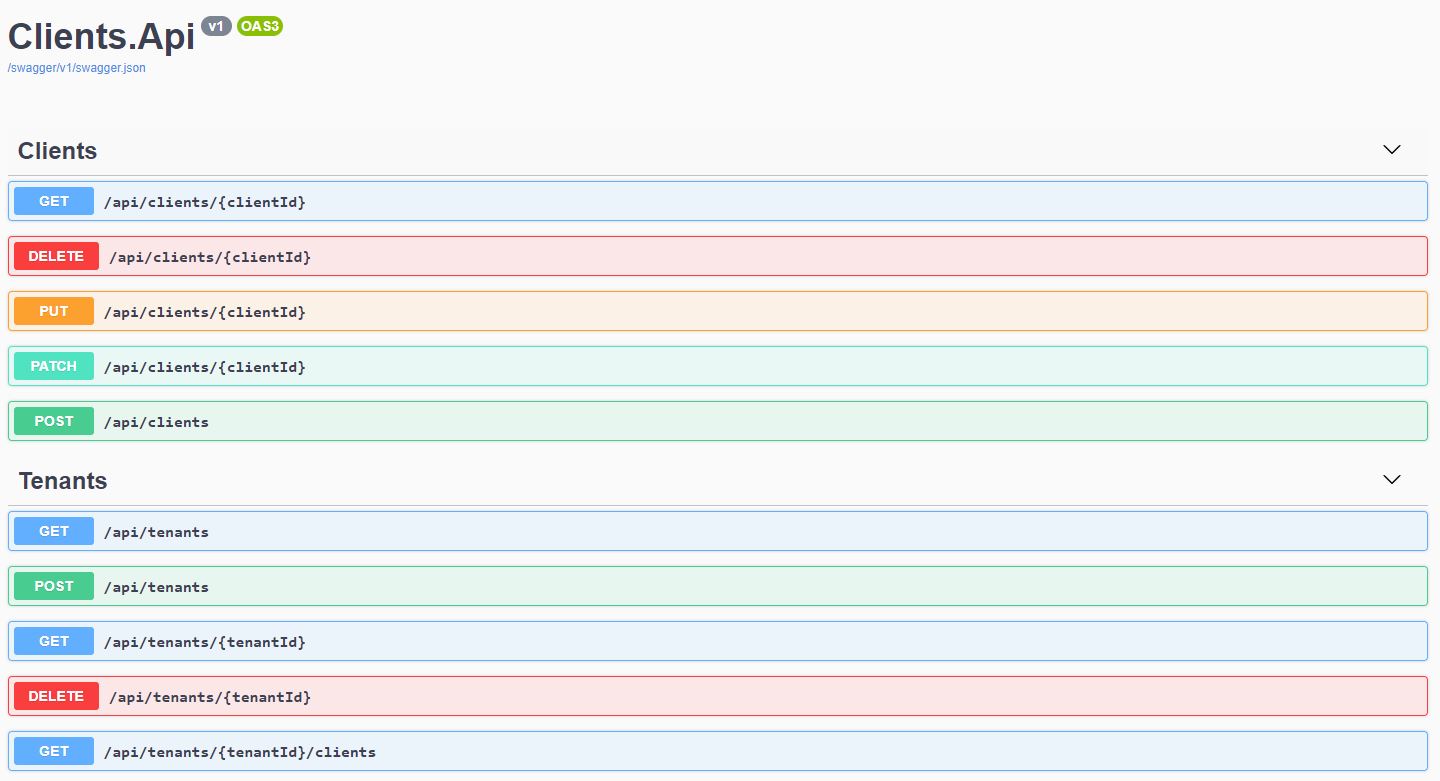 Clients.Api v1 OAS3
/swagger/v1/swagger.json
Clients
GET /api/clients/{clientId}
DELETE /api/clients/{clientId}
PUT /api/clients/{clientId}
PATCH /api/clients/{clientId}
POST /api/clients
Tenants
GET /api/tenants
POST /api/tenants
GET /api/tenants/{tenantId}
DELETE /api/tenants/{tenantId}
GET /api/tenants/{tenantId}/clients